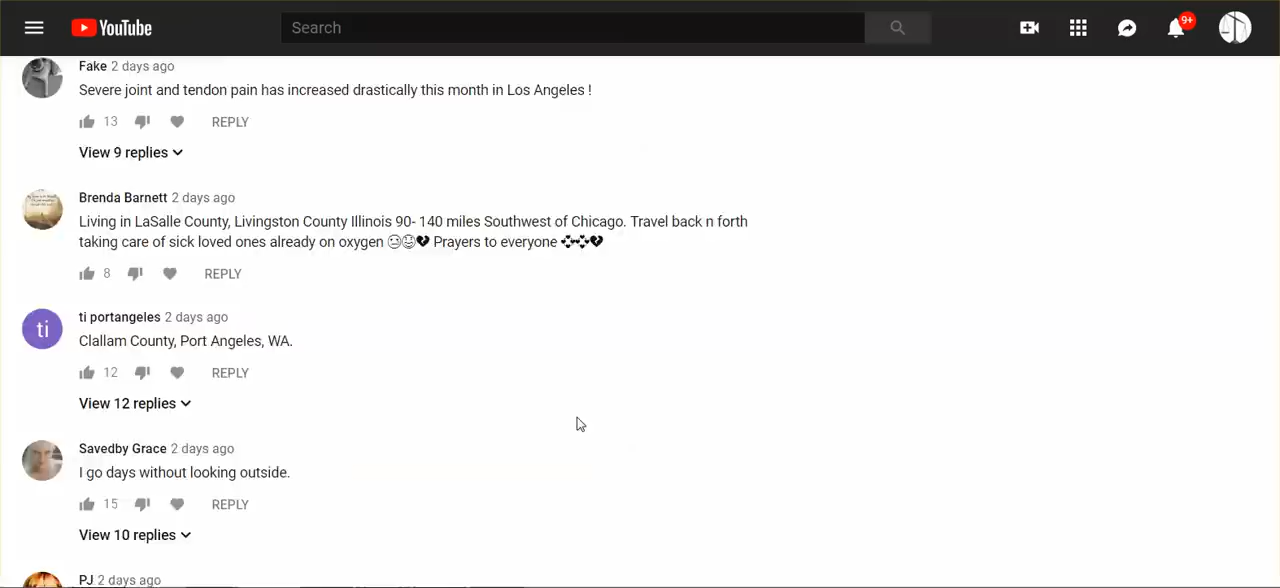 YouTube
Search
9+
Fake 2 days ago
Severe joint and tendon pain has increased drastically this month in Los Angeles !
13 REPLY
View 9 replies
Brenda Barnett 2 days ago
Living in LaSalle County, Livingston County Illinois 90- 140 miles Southwest of Chicago. Travel back n forth
taking care of sick loved ones already on oxygen 😔😔💔 Prayers to everyone 💞💞💔
8 REPLY
ti
ti portangeles 2 days ago
Clallam County, Port Angeles, WA.
12 REPLY
View 12 replies
Savedby Grace 2 days ago
I go days without looking outside.
15 REPLY
View 10 replies
PJ 2 days ago